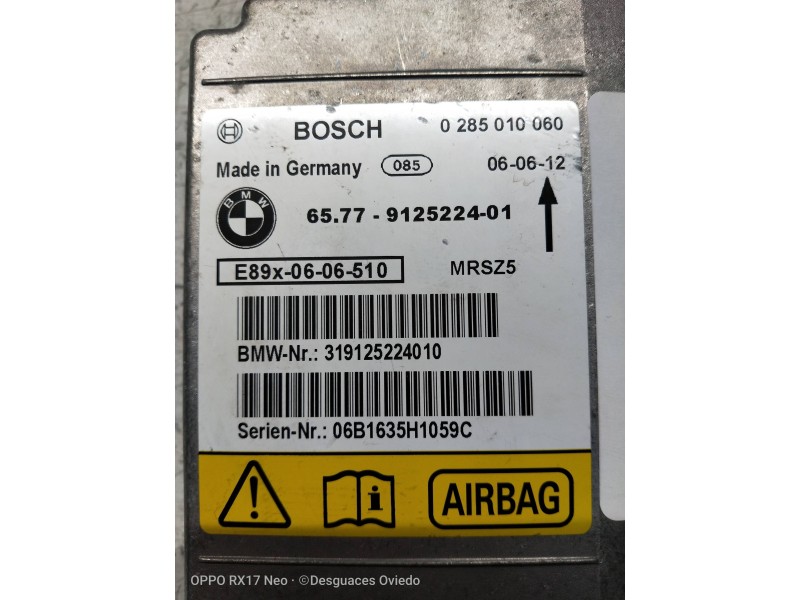 BOSCH 0 285 010 060
Made in Germany 085 06-06-12
BMW 65.77 - 9125224-01
E89x-06-06-510 MRSZ5
BMW-Nr.: 319125224010
Serien-Nr.: 06B1635H1059C
AIRBAG
OPPO RX17 Neo · ©Desguaces Oviedo